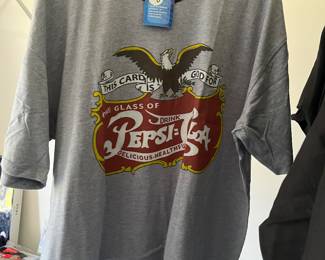 THIS CARD IS GOOD FOR
ONE GLASS OF
DRINK
PEPSI=COLA
DELICIOUS-HEALTHFUL